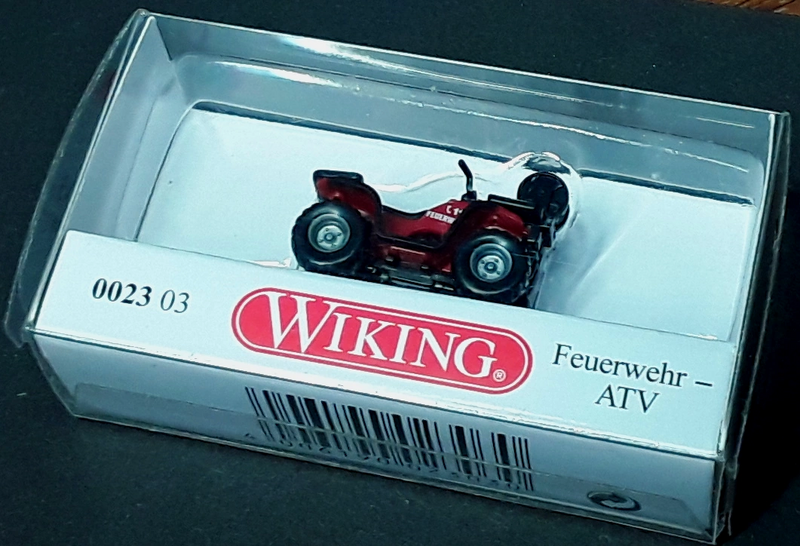 0023 03
WIKING®
Feuerwehr –
ATV